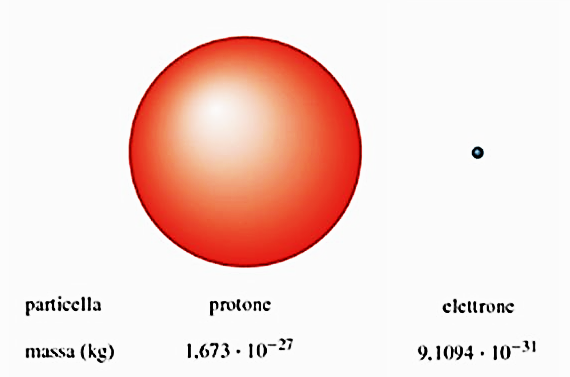 particella protone elettrone
massa (kg) 1,673 · 10⁻²⁷ 9,1094 · 10⁻³¹